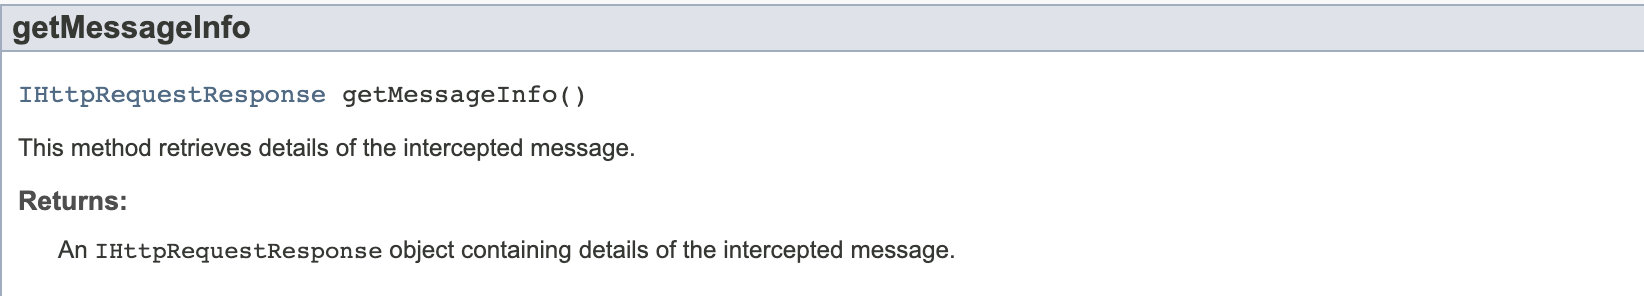 getMessageInfo
IHttpRequestResponse getMessageInfo()
This method retrieves details of the intercepted message.
Returns:
An IHttpRequestResponse object containing details of the intercepted message.